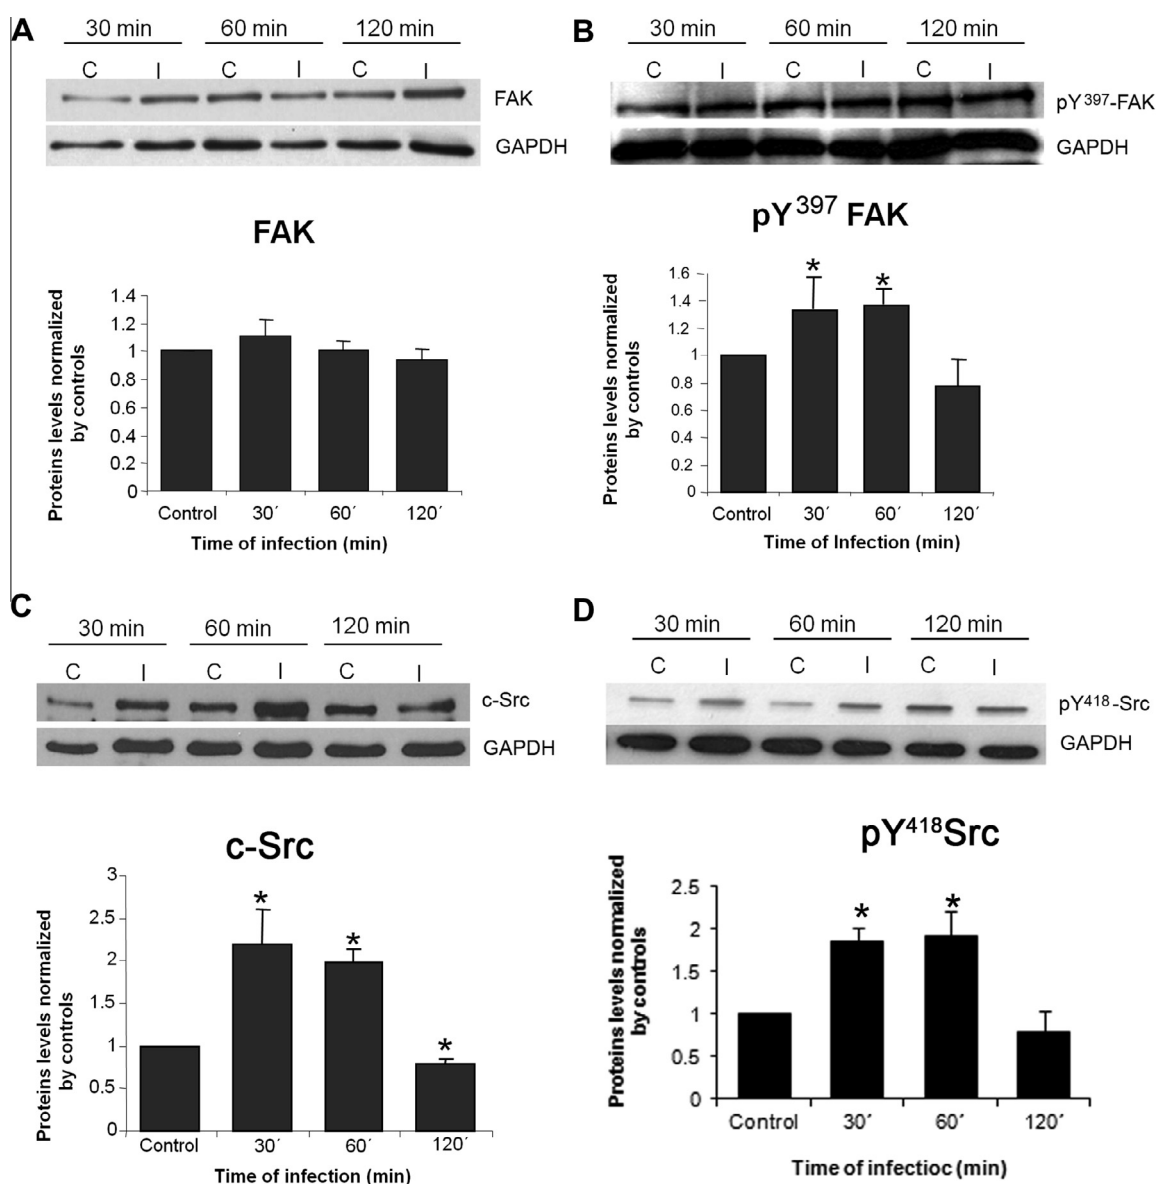 A
30 min 60 min 120 min
C I C I C I
FAK
GAPDH
FAK
Proteins levels normalized
by controls
1.4
1.2
1
0.8
0.6
0.4
0.2
0
Control 30´ 60´ 120´
Time of infection (min)
B
30 min 60 min 120 min
C I C I C I
pY397-FAK
GAPDH
pY397 FAK
Proteins levels normalized
by controls
1.6
1.4
1.2
1
0.8
0.6
0.4
0.2
0
* *
Control 30´ 60´ 120´
Time of Infection (min)
C
30 min 60 min 120 min
C I C I C I
c-Src
GAPDH
c-Src
Proteins levels normalized
by controls
3
2.5
2
1.5
1
0.5
0
* * *
Control 30´ 60´ 120´
Time of infection (min)
D
30 min 60 min 120 min
C I C I C I
pY418-Src
GAPDH
pY418Src
Proteins levels normalized
by controls
2.5
2
1.5
1
0.5
0
* *
Control 30´ 60´ 120´
Time of infectioc (min)